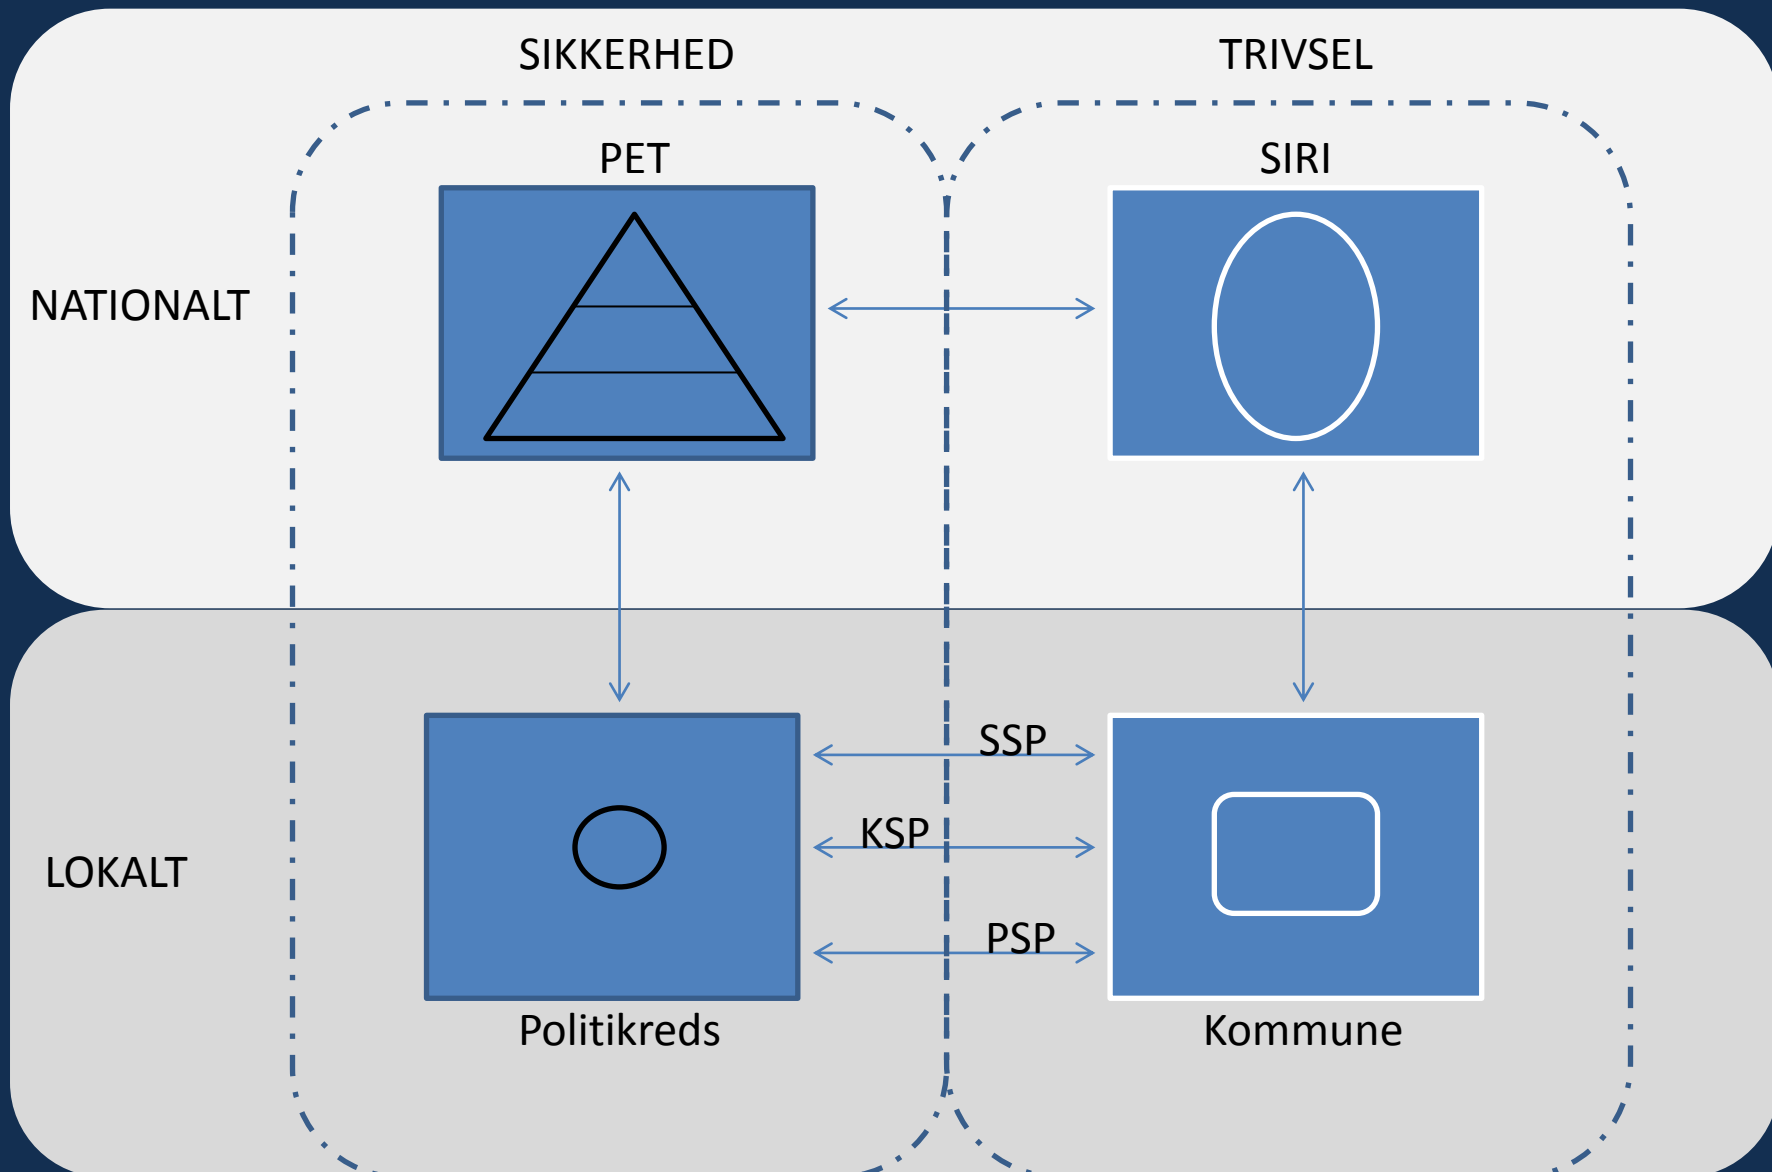 SIKKERHED
TRIVSEL
PET
SIRI
NATIONALT
SSP
KSP
LOKALT
PSP
Politikreds
Kommune